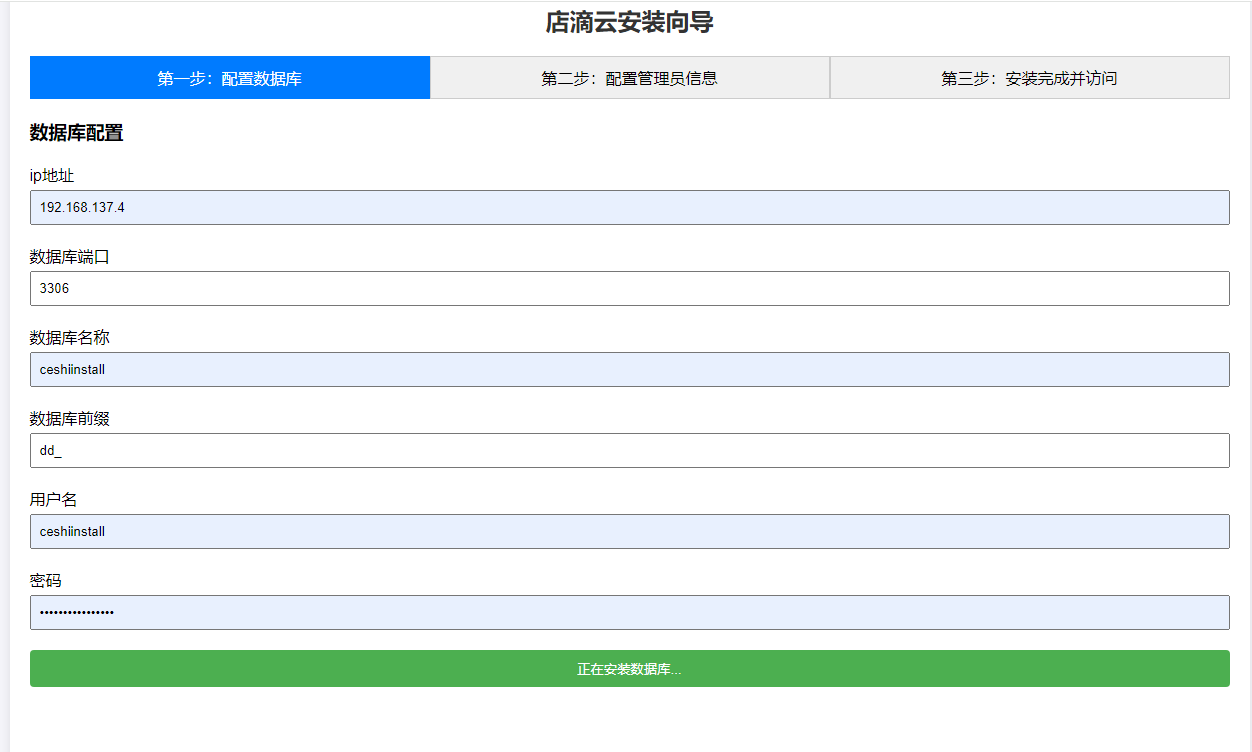 店滴云安装向导
第一步：配置数据库
第二步：配置管理员信息
第三步：安装完成并访问
数据库配置
ip地址
192.168.137.4
数据库端口
3306
数据库名称
ceshiinstall
数据库前缀
dd_
用户名
ceshiinstall
密码
••••••••••••••••
正在安装数据库...